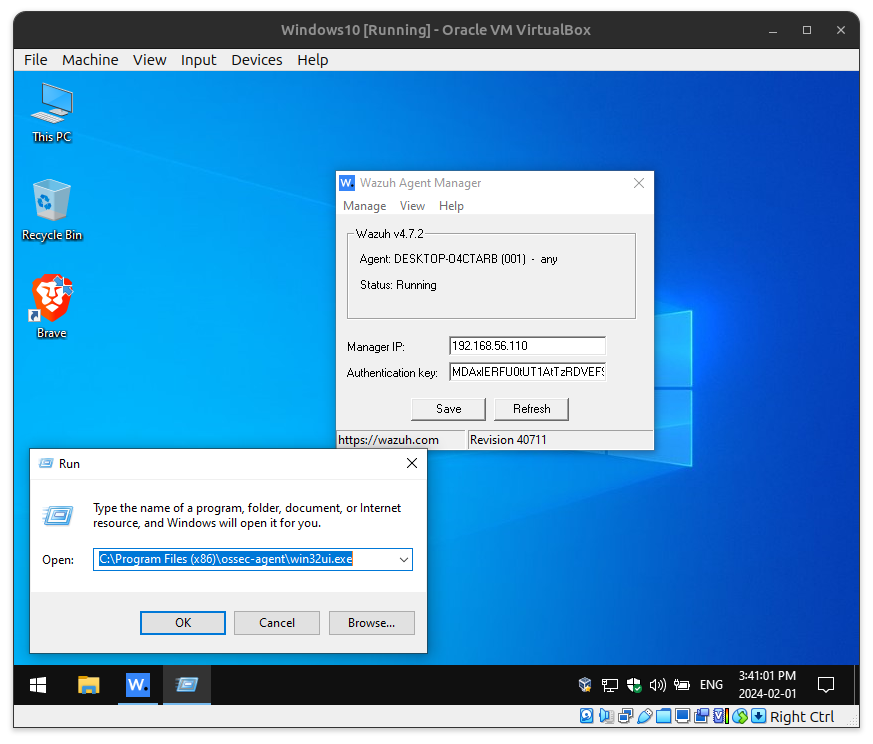 Windows10 [Running] - Oracle VM VirtualBox
File Machine View Input Devices Help
This PC
Recycle Bin
Brave
W. Wazuh Agent Manager
Manage View Help
Wazuh v4.7.2
Agent: DESKTOP-O4CTARB (001) - any
Status: Running
Manager IP: 192.168.56.110
Authentication key: MDAxIERFU0tUT1AtTzRDVEFS
Save Refresh
https://wazuh.com Revision 40711
Run
Type the name of a program, folder, document, or Internet
resource, and Windows will open it for you.
Open: C:\Program Files (x86)\ossec-agent\win32ui.exe
OK Cancel Browse...
W. ENG 3:41:01 PM
2024-02-01
Right Ctrl